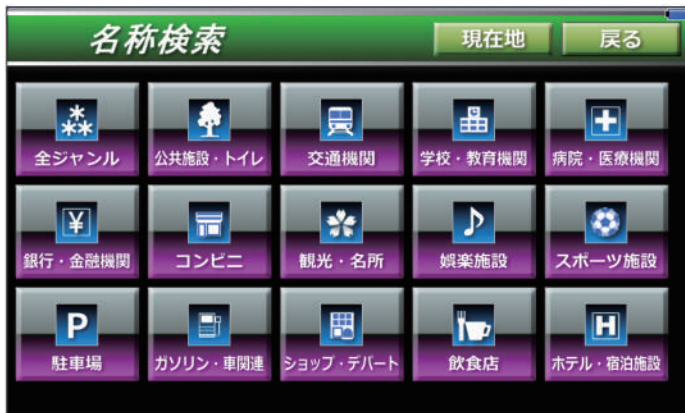 名称検索
現在地
戻る
全ジャンル
公共施設・トイレ
交通機関
学校・教育機関
病院・医療機関
¥
銀行・金融機関
コンビニ
観光・名所
娯楽施設
スポーツ施設
P
駐車場
ガソリン・車関連
ショップ・デパート
飲食店
H
ホテル・宿泊施設